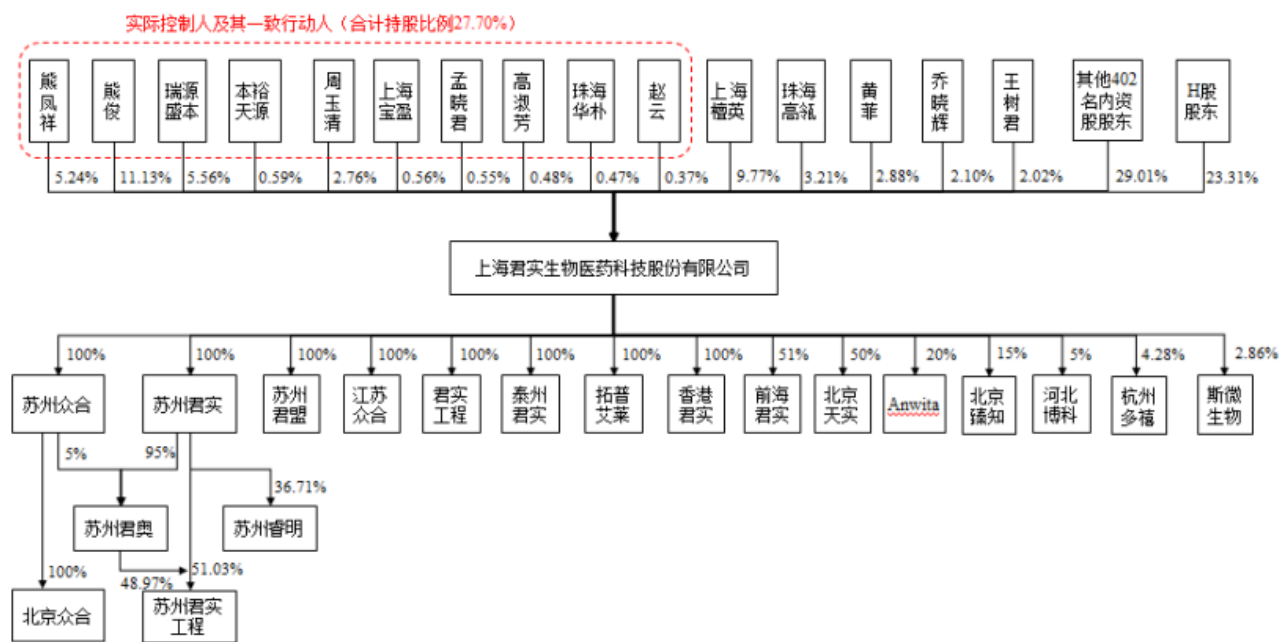 实际控制人及其一致行动人（合计持股比例27.70%）
熊凤祥
熊俊
瑞源
盛本
本裕
天源
周玉清
上海
宝盈
孟晓君
高淑芳
珠海
华朴
赵云
上海
檀英
珠海
高瓴
黄菲
乔晓辉
王树君
其他402
名内资
股股东
H股
股东
5.24%
11.13%
5.56%
0.59%
2.76%
0.56%
0.55%
0.48%
0.47%
0.37%
9.77%
3.21%
2.88%
2.10%
2.02%
29.01%
23.31%
上海君实生物医药科技股份有限公司
100%
100%
100%
100%
100%
100%
100%
100%
51%
50%
20%
15%
5%
4.28%
2.86%
苏州众合
苏州君实
苏州
君盟
江苏
众合
君实
工程
泰州
君实
拓普
艾莱
香港
君实
前海
君实
北京
天实
Anwita
北京
臻知
河北
博科
杭州
多禧
斯微
生物
5%
95%
36.71%
苏州君奥
苏州睿明
100%
48.97%
51.03%
北京众合
苏州君实
工程